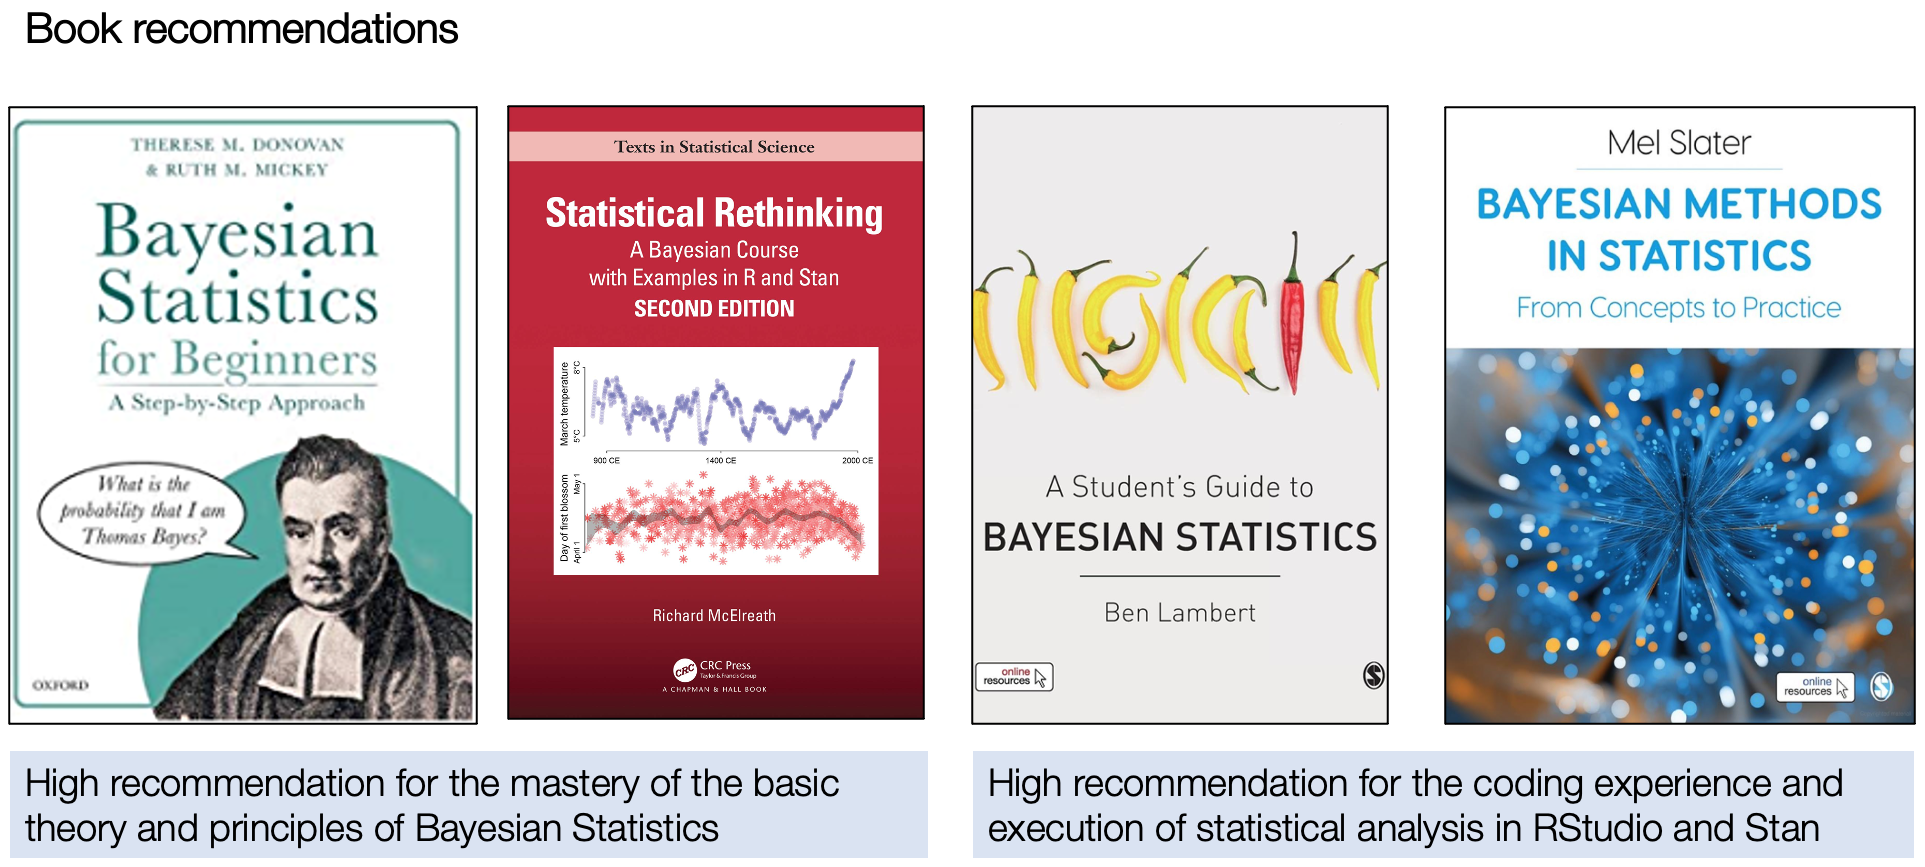 Book recommendations
THERESE M. DONOVAN
& RUTH M. MICKEY
Bayesian
Statistics
for Beginners
A Step-by-Step Approach
What is the
probability that I am
Thomas Bayes?
OXFORD
Texts in Statistical Science
Statistical Rethinking
A Bayesian Course
with Examples in R and Stan
SECOND EDITION
March temperature
5°C
8°C
900 CE
1400 CE
2000 CE
Day of first blossom
April 1
May 1
Richard McElreath
CRC
CRC Press
Taylor & Francis Group
A CHAPMAN & HALL BOOK
A Student's Guide to
BAYESIAN STATISTICS
Ben Lambert
online
resources
S
Mel Slater
BAYESIAN METHODS
IN STATISTICS
From Concepts to Practice
online
resources
S
High recommendation for the mastery of the basic
theory and principles of Bayesian Statistics
High recommendation for the coding experience and
execution of statistical analysis in RStudio and Stan